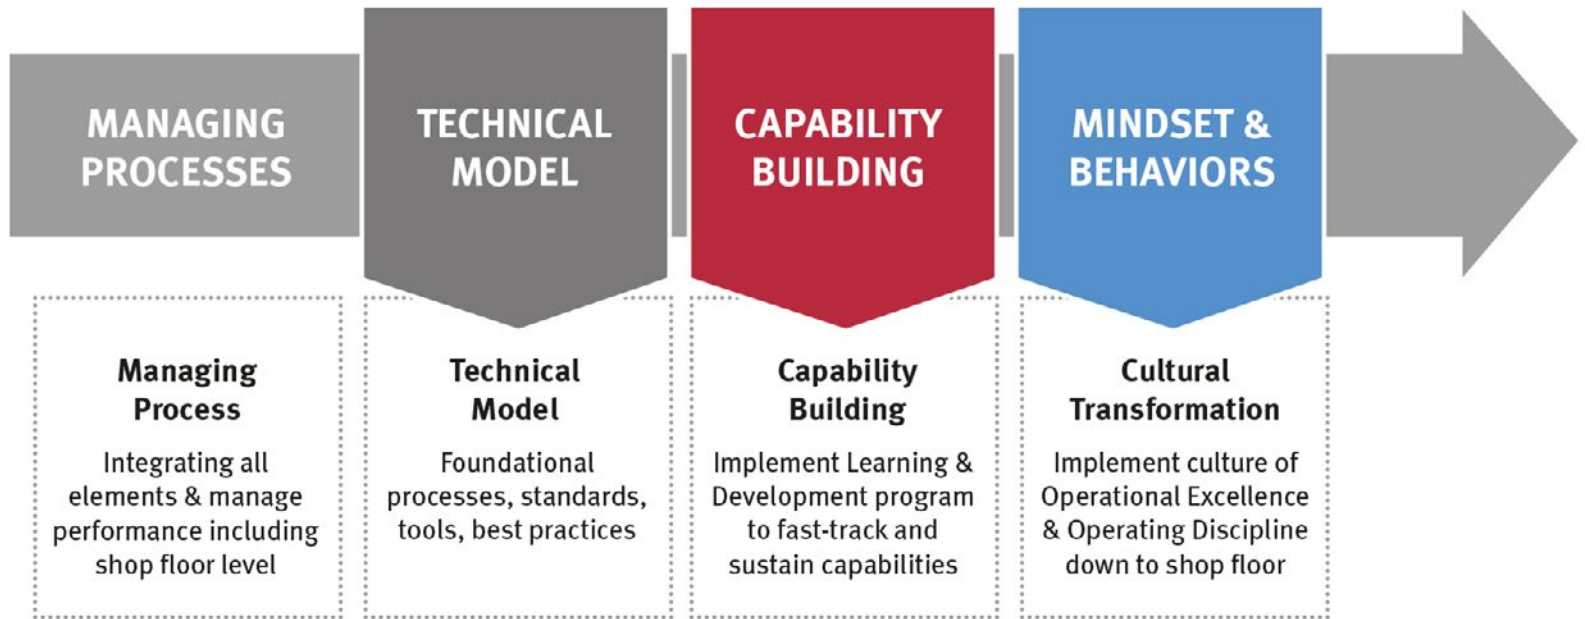 MANAGING
PROCESSES
TECHNICAL
MODEL
CAPABILITY
BUILDING
MINDSET &
BEHAVIORS
Managing
Process
Integrating all
elements & manage
performance including
shop floor level
Technical
Model
Foundational
processes, standards,
tools, best practices
Capability
Building
Implement Learning &
Development program
to fast-track and
sustain capabilities
Cultural
Transformation
Implement culture of
Operational Excellence
& Operating Discipline
down to shop floor